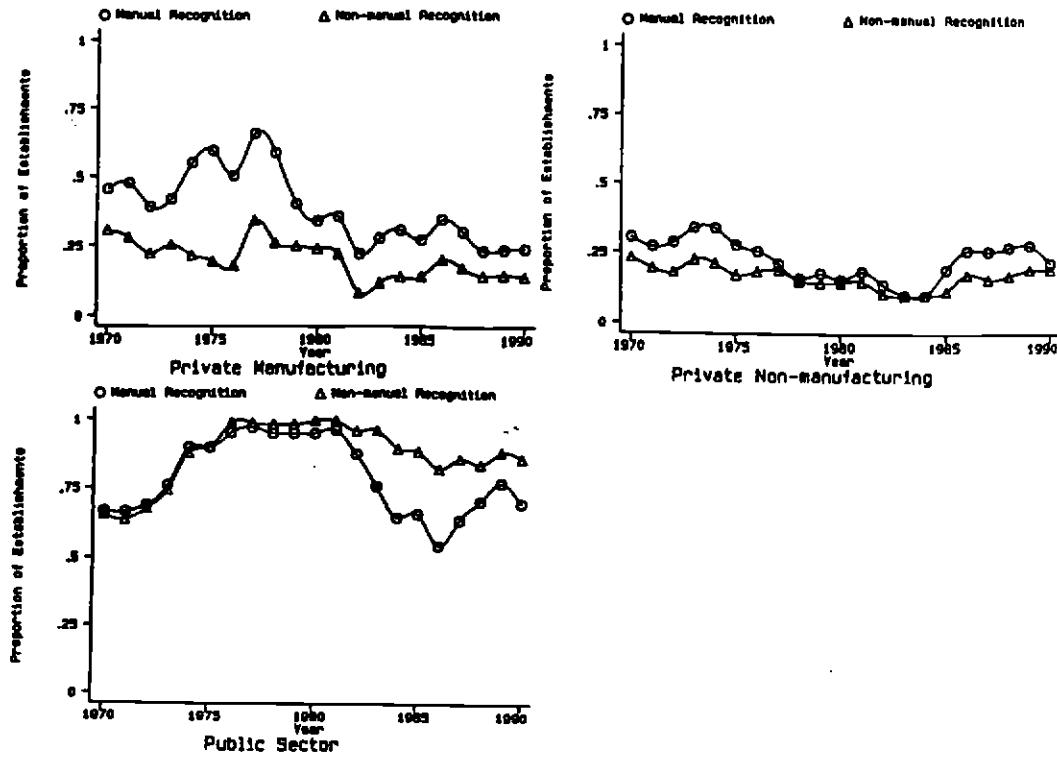 Manual Recognition Non-manual Recognition
Proportion of Establishments
1
.75
.5
.25
0
1970 1975 1980 1985 1990
Year
Private Manufacturing
Manual Recognition Non-manual Recognition
Proportion of Establishments
1
.75
.5
.25
0
1970 1975 1980 1985 1990
Year
Private Non-manufacturing
Manual Recognition Non-manual Recognition
Proportion of Establishments
1
.75
.5
.25
0
1970 1975 1980 1985 1990
Year
Public Sector